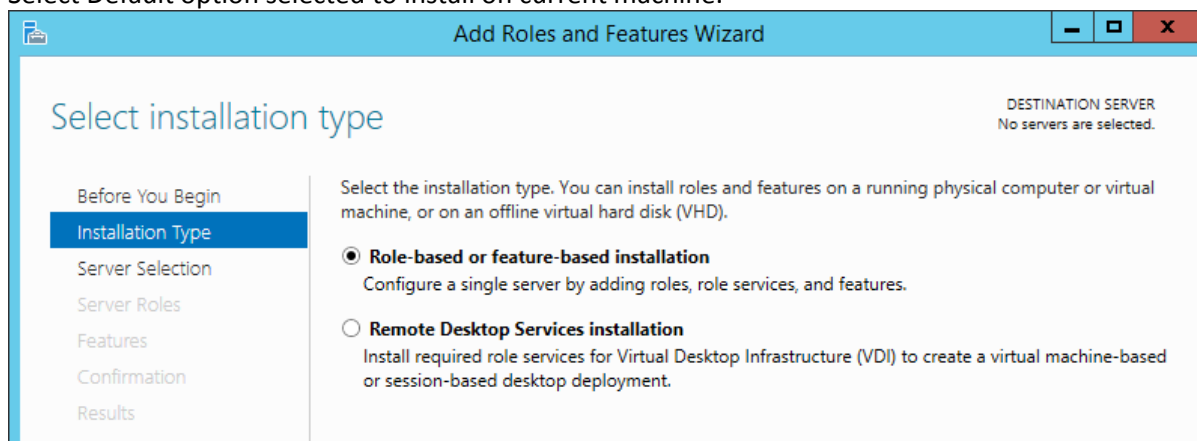 Select Default option selected to install on current machine.
Add Roles and Features Wizard
Select installation type
DESTINATION SERVER
No servers are selected.
Before You Begin
Installation Type
Server Selection
Server Roles
Features
Confirmation
Results
Select the installation type. You can install roles and features on a running physical computer or virtual
machine, or on an offline virtual hard disk (VHD).
Role-based or feature-based installation
Configure a single server by adding roles, role services, and features.
Remote Desktop Services installation
Install required role services for Virtual Desktop Infrastructure (VDI) to create a virtual machine-based
or session-based desktop deployment.